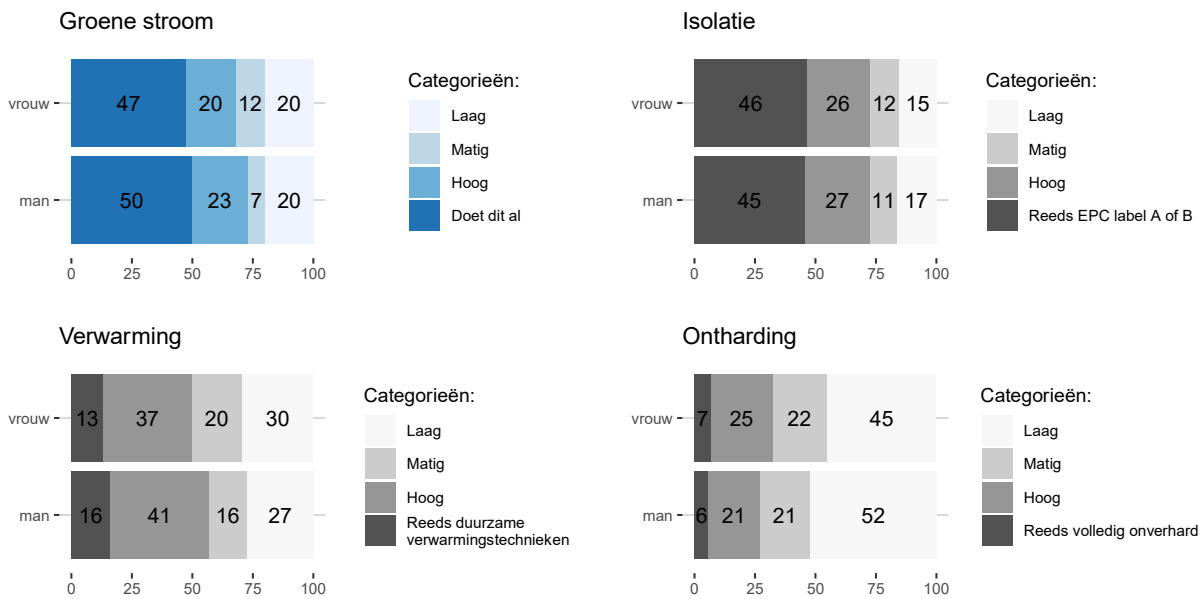 Groene stroom
vrouw
47
20
12
20
man
50
23
7
20
0
25
50
75
100
Categorieën:
Laag
Matig
Hoog
Doet dit al
Isolatie
46
26
12
15
45
27
11
17
0
25
50
75
100
Categorieën:
Laag
Matig
Hoog
Reeds EPC label A of B
Verwarming
vrouw
13
37
20
30
man
16
41
16
27
0
25
50
75
100
Categorieën:
Laag
Matig
Hoog
Reeds duurzame
verwarmingstechnieken
Ontharding
vrouw
7
25
22
45
man
6
21
21
52
0
25
50
75
100
Categorieën:
Laag
Matig
Hoog
Reeds volledig onverhard